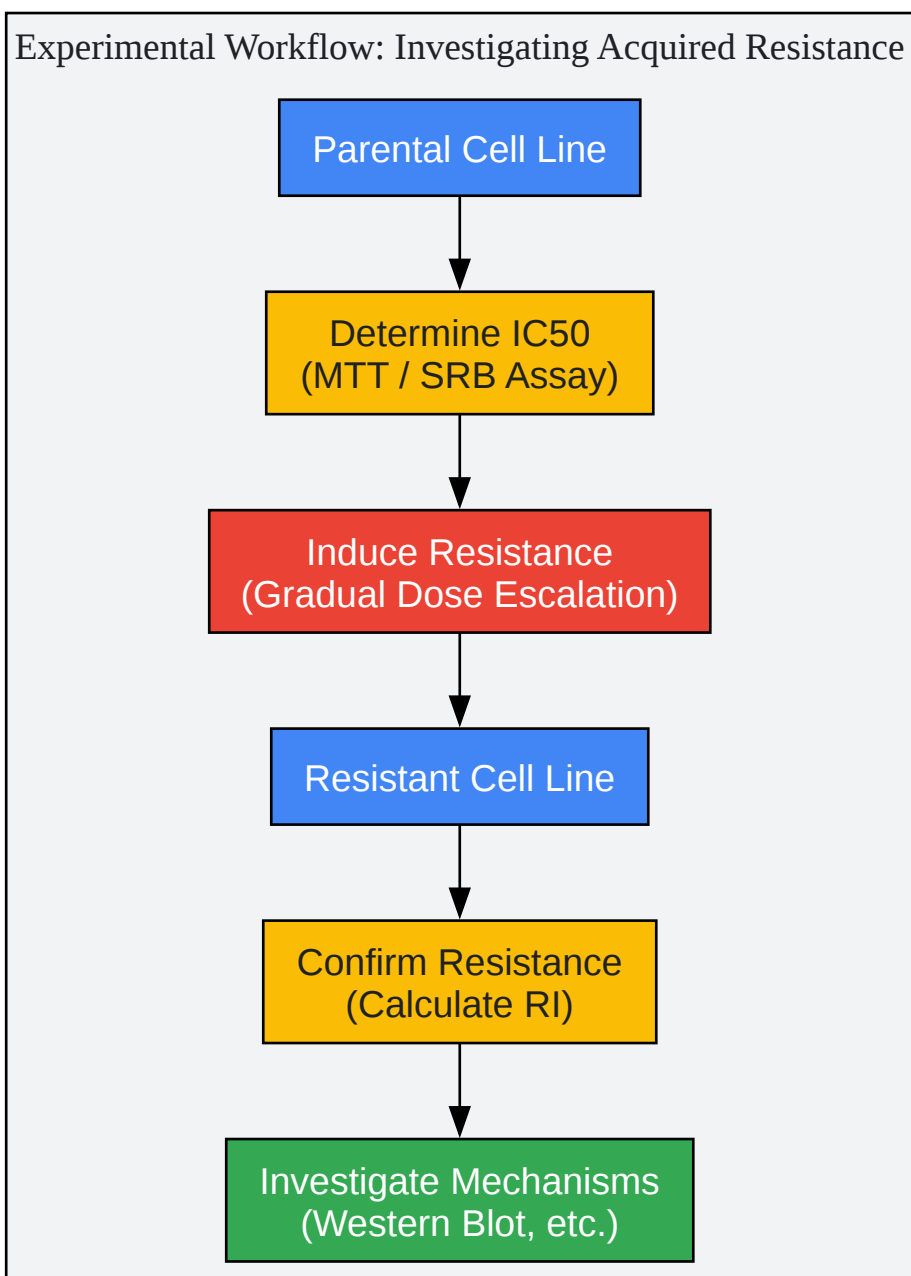 Experimental Workflow: Investigating Acquired Resistance
Parental Cell Line
Determine IC50
(MTT / SRB Assay)
Induce Resistance
(Gradual Dose Escalation)
Resistant Cell Line
Confirm Resistance
(Calculate RI)
Investigate Mechanisms
(Western Blot, etc.)